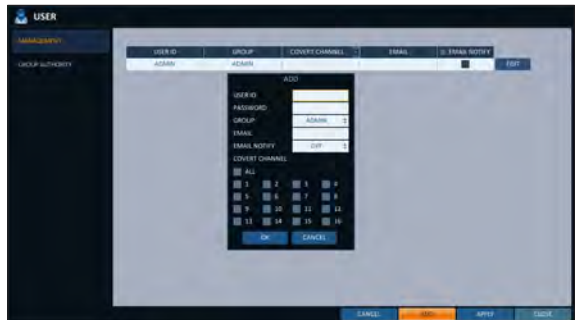 USER
MANAGEMENT
GROUP AUTHORITY
USER ID GROUP COVERT CHANNEL EMAIL EMAIL NOTIFY
ADMIN ADMIN EDIT
ADD
USER ID
PASSWORD
GROUP ADMIN
EMAIL
EMAIL NOTIFY OFF
COVERT CHANNEL
ALL
1 2 3 4
5 6 7 8
9 10 11 12
13 14 15 16
OK CANCEL
CANCEL ADD APPLY CLOSE